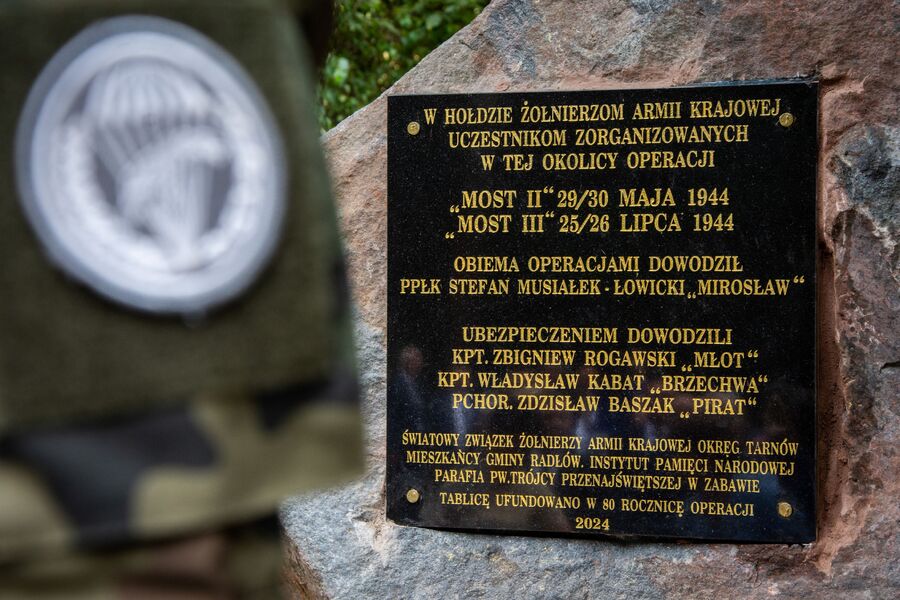 W HOŁDZIE ŻOŁNIERZOM ARMII KRAJOWEJ
UCZESTNIKOM ZORGANIZOWANYCH
W TEJ OKOLICY OPERACJI
„MOST II“ 29/30 MAJA 1944
„MOST III“ 25/26 LIPCA 1944
OBIEMA OPERACJAMI DOWODZIŁ
PPŁK STEFAN MUSIAŁEK - ŁOWICKI „MIROSŁAW“
UBEZPIECZENIEM DOWODZILI
KPT. ZBIGNIEW ROGAWSKI „MŁOT“
KPT. WŁADYSŁAW KABAT „BRZECHWA“
PCHOR. ZDZISŁAW BASZAK „PIRAT“
ŚWIATOWY ZWIĄZEK ŻOŁNIERZY ARMII KRAJOWEJ OKRĘG TARNÓW
MIESZKAŃCY GMINY RADŁÓW. INSTYTUT PAMIĘCI NARODOWEJ
PARAFIA PW.TRÓJCY PRZENAJŚWIĘTSZEJ W ZABAWIE
TABLICĘ UFUNDOWANO W 80 ROCZNICĘ OPERACJI
2024